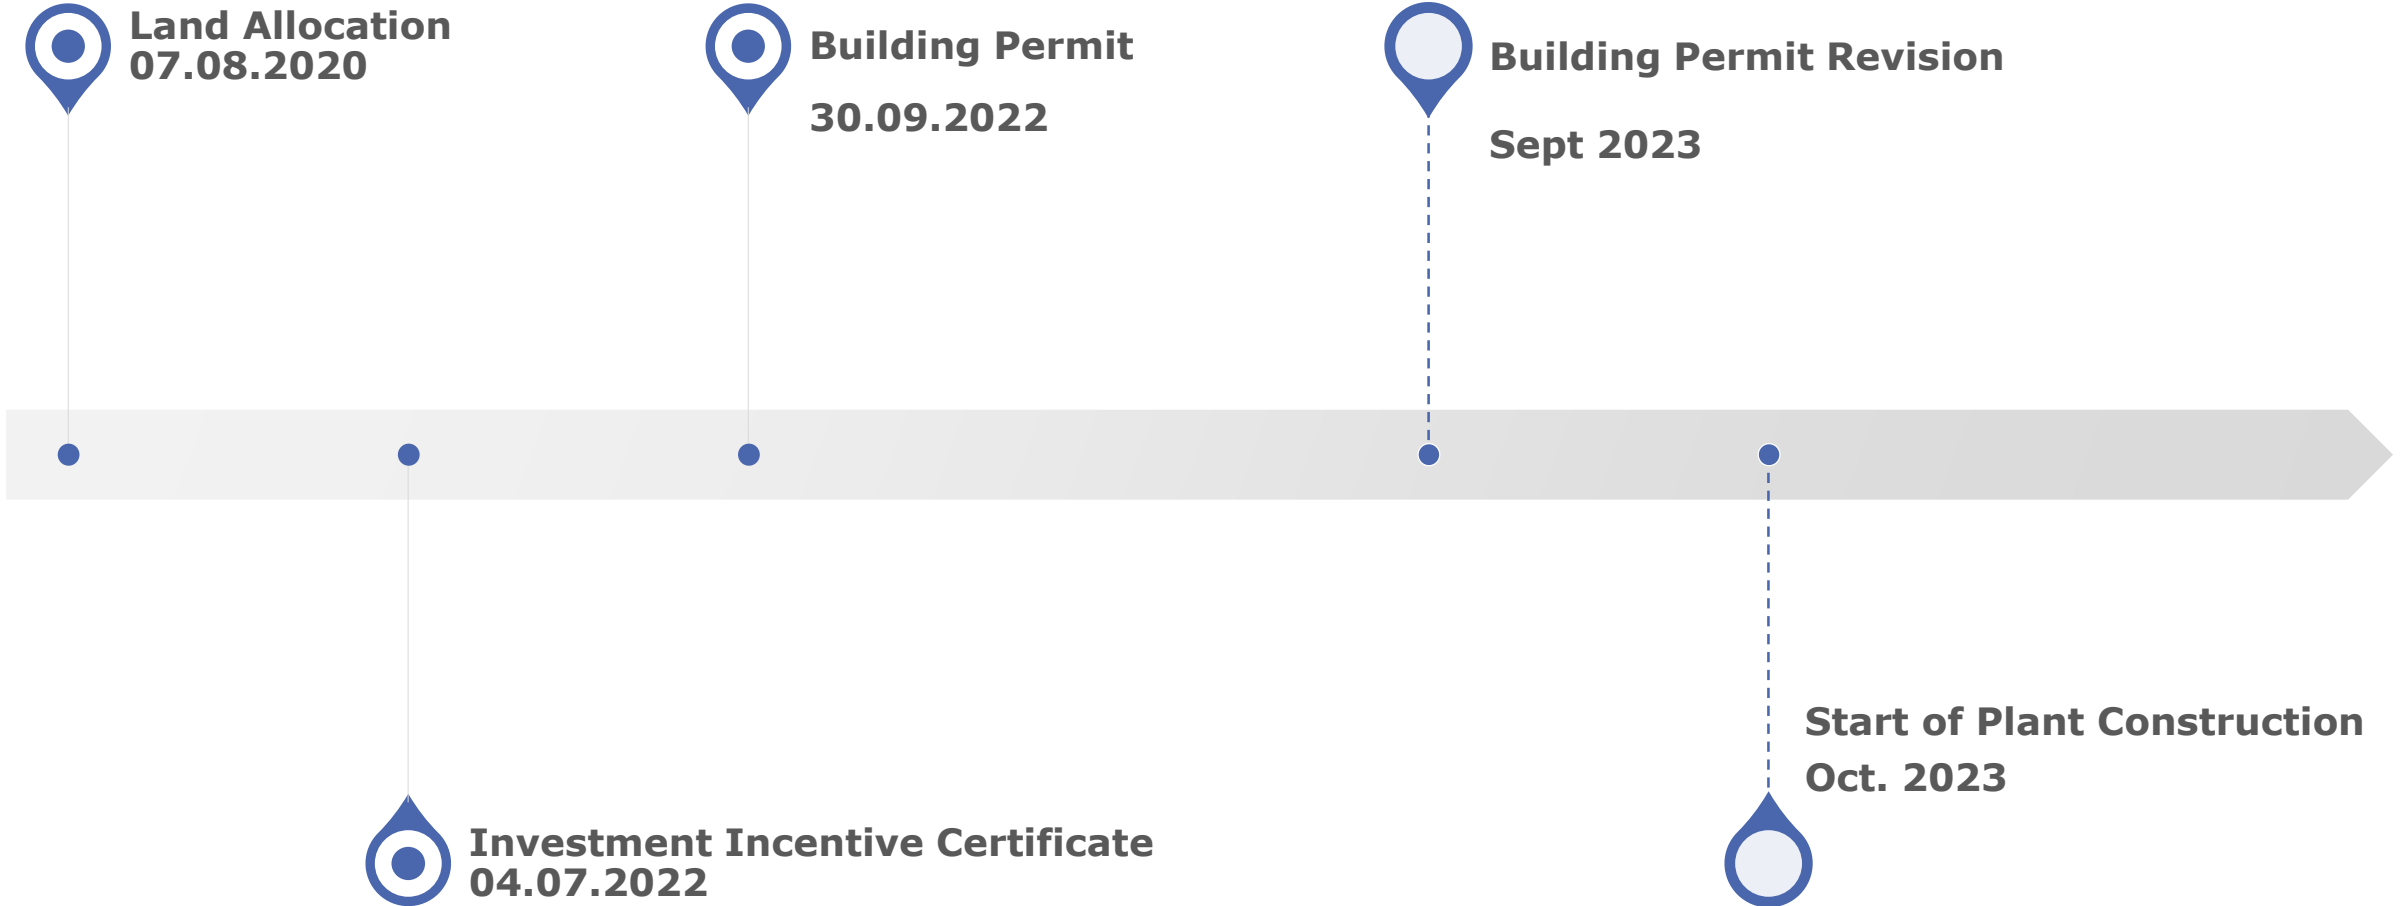 Land Allocation
07.08.2020
Building Permit
30.09.2022
Building Permit Revision
Sept 2023
Investment Incentive Certificate
04.07.2022
Start of Plant Construction
Oct. 2023